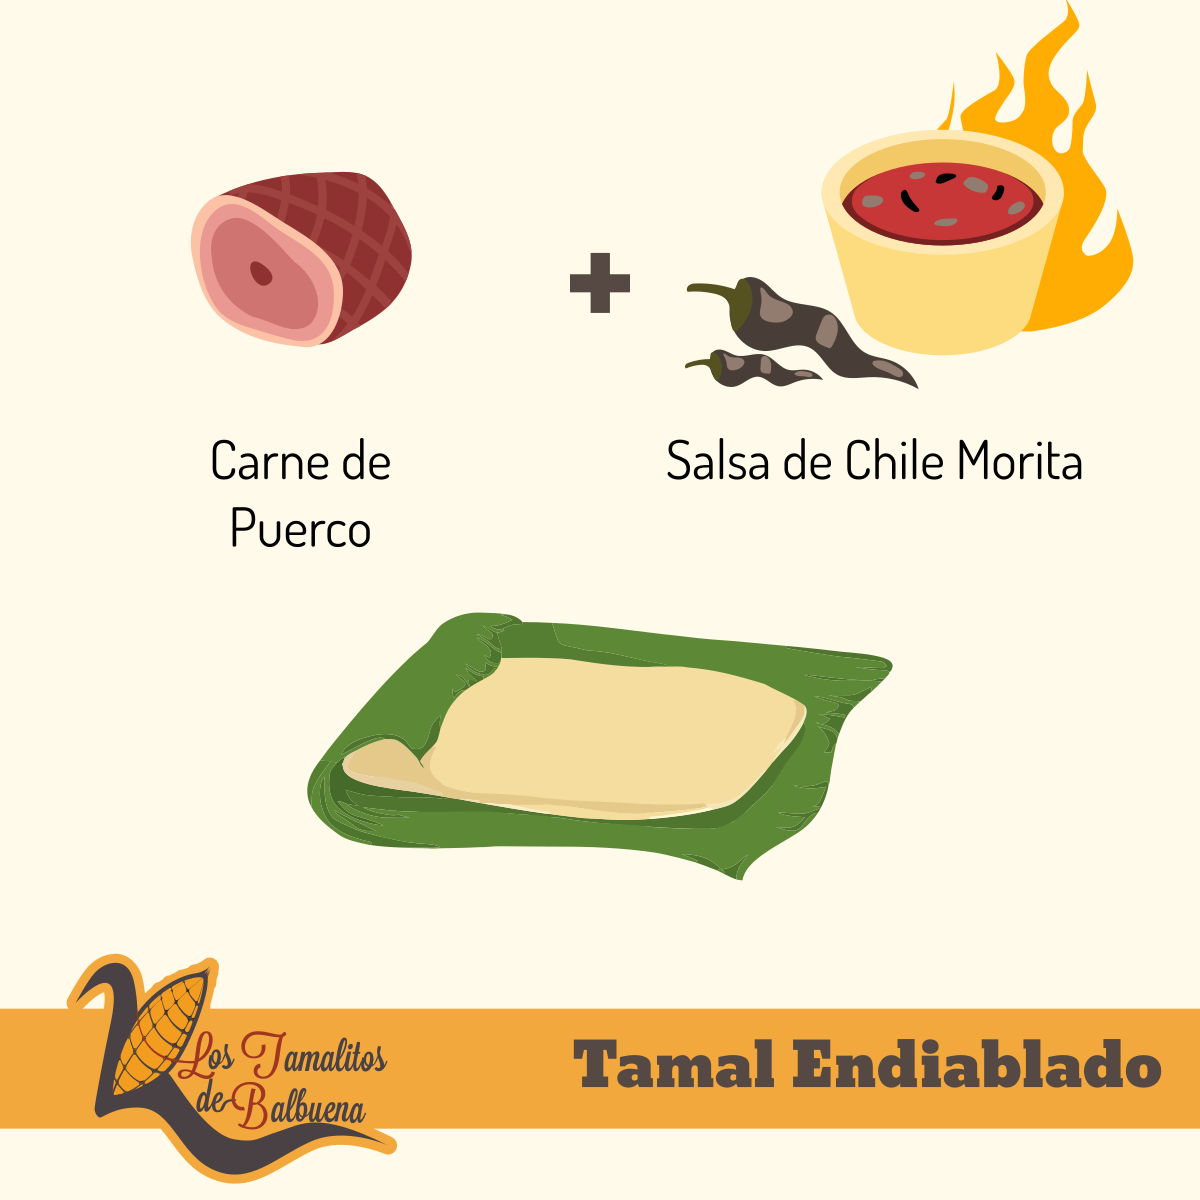 Carne de
Puerco
Salsa de Chile Morita
Los Tamalitos
de Balbuena
Tamal Endiablado